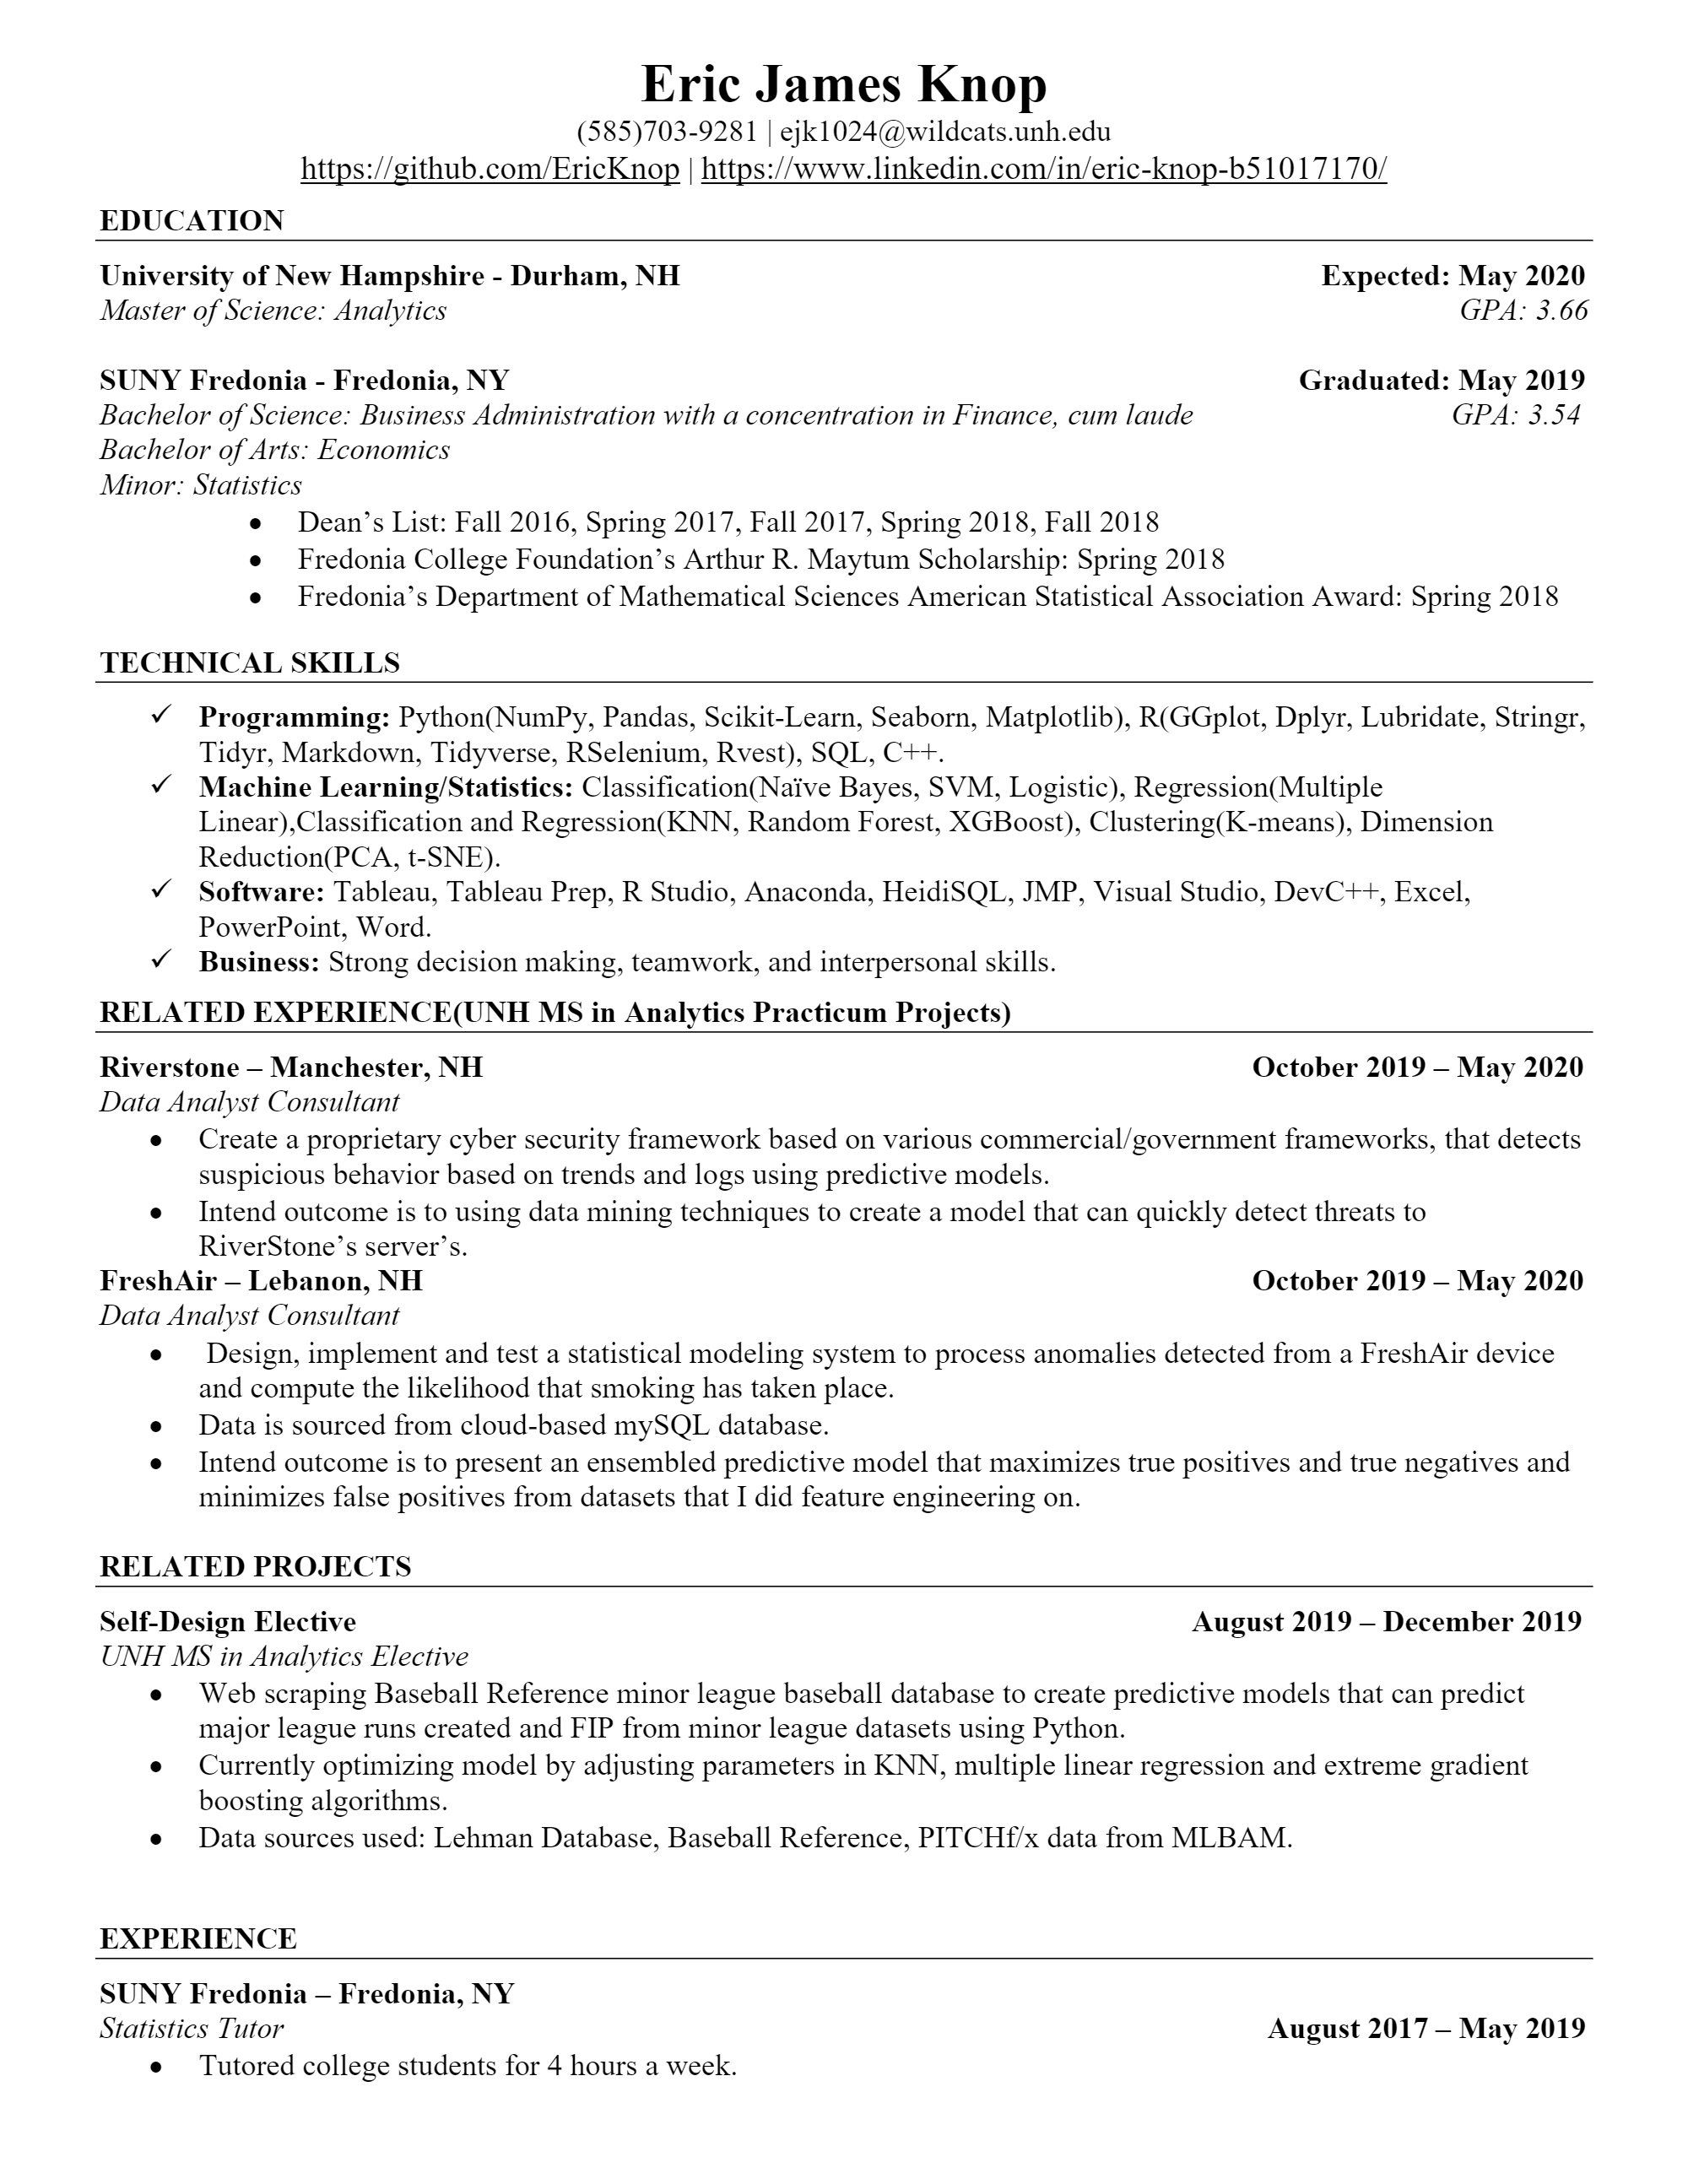 Eric James Knop
(585)703-9281 | ejk1024@wildcats.unh.edu
https://github.com/EricKnop | https://www.linkedin.com/in/eric-knop-b51017170/
EDUCATION
University of New Hampshire - Durham, NH Expected: May 2020
Master of Science: Analytics GPA: 3.66
SUNY Fredonia - Fredonia, NY Graduated: May 2019
Bachelor of Science: Business Administration with a concentration in Finance, cum laude GPA: 3.54
Bachelor of Arts: Economics
Minor: Statistics
• Dean’s List: Fall 2016, Spring 2017, Fall 2017, Spring 2018, Fall 2018
• Fredonia College Foundation’s Arthur R. Maytum Scholarship: Spring 2018
• Fredonia’s Department of Mathematical Sciences American Statistical Association Award: Spring 2018
TECHNICAL SKILLS
✓ Programming: Python(NumPy, Pandas, Scikit-Learn, Seaborn, Matplotlib), R(GGplot, Dplyr, Lubridate, Stringr,
Tidyr, Markdown, Tidyverse, RSelenium, Rvest), SQL, C++.
✓ Machine Learning/Statistics: Classification(Naïve Bayes, SVM, Logistic), Regression(Multiple
Linear),Classification and Regression(KNN, Random Forest, XGBoost), Clustering(K-means), Dimension
Reduction(PCA, t-SNE).
✓ Software: Tableau, Tableau Prep, R Studio, Anaconda, HeidiSQL, JMP, Visual Studio, DevC++, Excel,
PowerPoint, Word.
✓ Business: Strong decision making, teamwork, and interpersonal skills.
RELATED EXPERIENCE(UNH MS in Analytics Practicum Projects)
Riverstone – Manchester, NH October 2019 – May 2020
Data Analyst Consultant
• Create a proprietary cyber security framework based on various commercial/government frameworks, that detects
suspicious behavior based on trends and logs using predictive models.
• Intend outcome is to using data mining techniques to create a model that can quickly detect threats to
RiverStone’s server’s.
FreshAir – Lebanon, NH October 2019 – May 2020
Data Analyst Consultant
• Design, implement and test a statistical modeling system to process anomalies detected from a FreshAir device
and compute the likelihood that smoking has taken place.
• Data is sourced from cloud-based mySQL database.
• Intend outcome is to present an ensembled predictive model that maximizes true positives and true negatives and
minimizes false positives from datasets that I did feature engineering on.
RELATED PROJECTS
Self-Design Elective August 2019 – December 2019
UNH MS in Analytics Elective
• Web scraping Baseball Reference minor league baseball database to create predictive models that can predict
major league runs created and FIP from minor league datasets using Python.
• Currently optimizing model by adjusting parameters in KNN, multiple linear regression and extreme gradient
boosting algorithms.
• Data sources used: Lehman Database, Baseball Reference, PITCHf/x data from MLBAM.
EXPERIENCE
SUNY Fredonia – Fredonia, NY
Statistics Tutor August 2017 – May 2019
• Tutored college students for 4 hours a week.